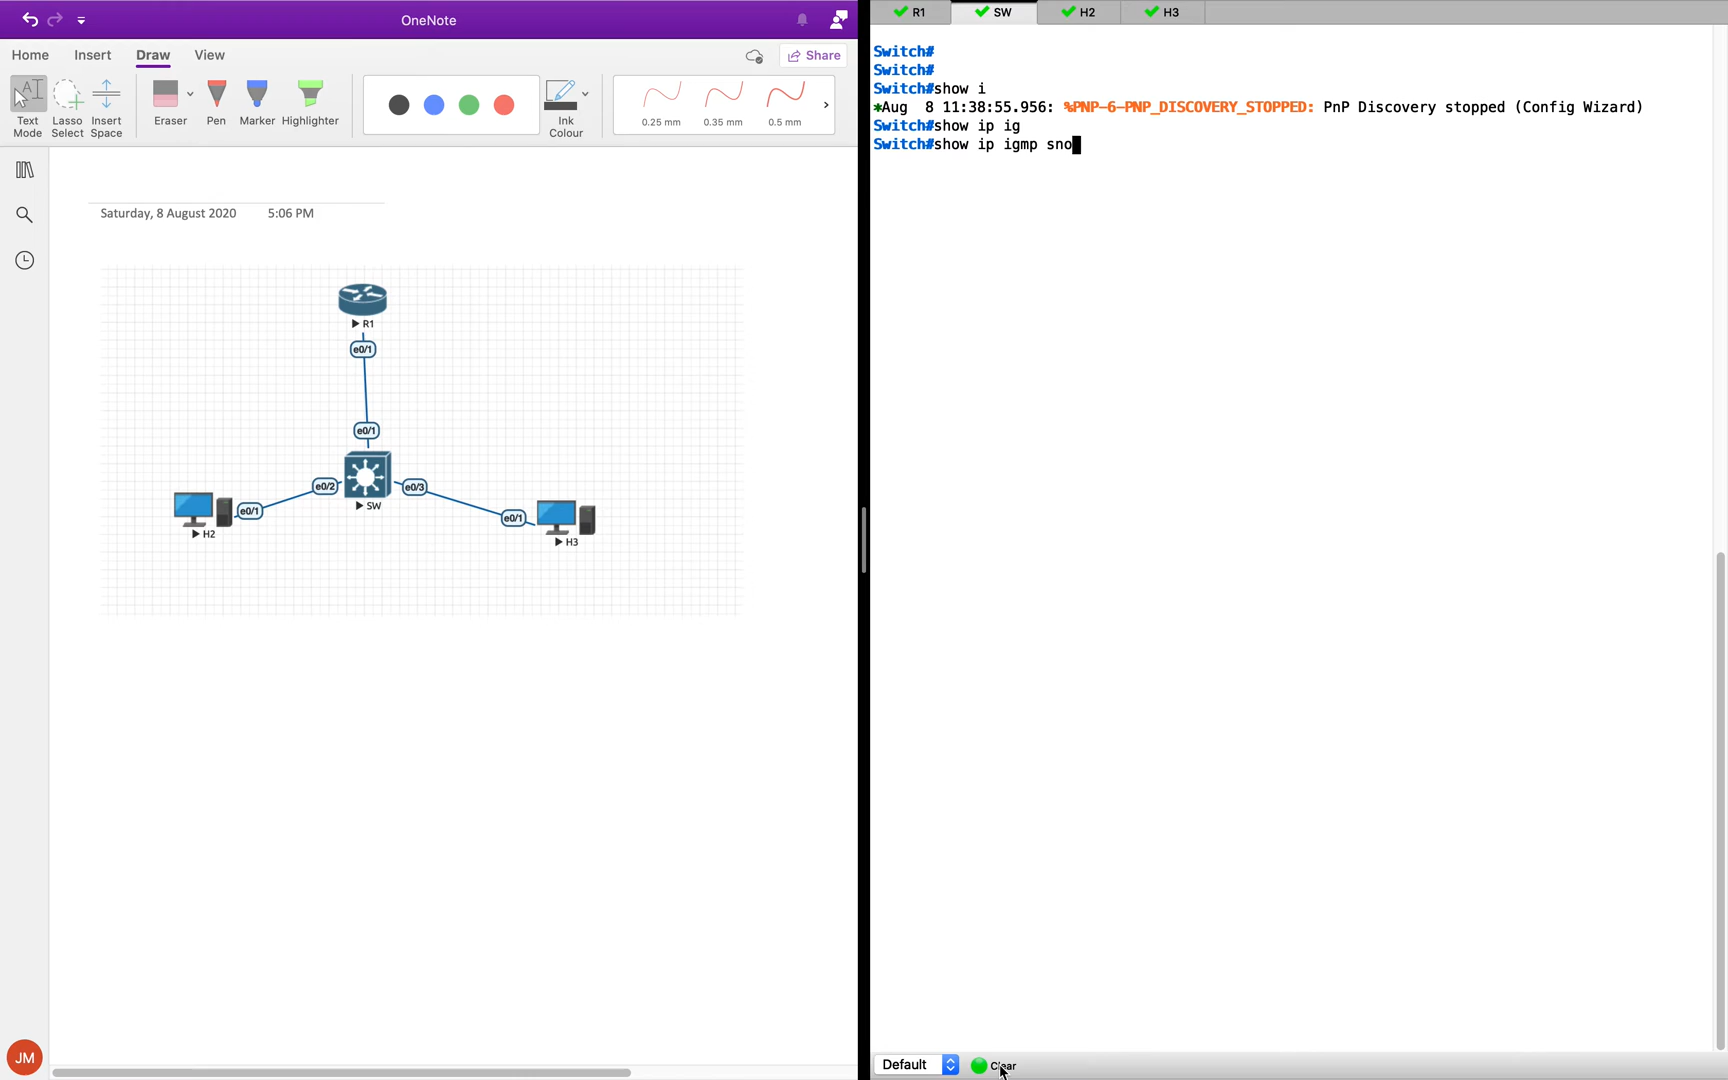 OneNote
Home Insert Draw View
Share
Text Mode
Lasso Select
Insert Space
Eraser
Pen
Marker
Highlighter
Ink Colour
0.25 mm
0.35 mm
0.5 mm
Saturday, 8 August 2020 5:06 PM
R1
e0/1
e0/1
e0/2
e0/3
SW
e0/1
H2
e0/1
H3
JM
R1 SW H2 H3
Switch#
Switch#
Switch#show i
*Aug 8 11:38:55.956: %PNP-6-PNP_DISCOVERY_STOPPED: PnP Discovery stopped (Config Wizard)
Switch#show ip ig
Switch#show ip igmp sno
Default
Clear